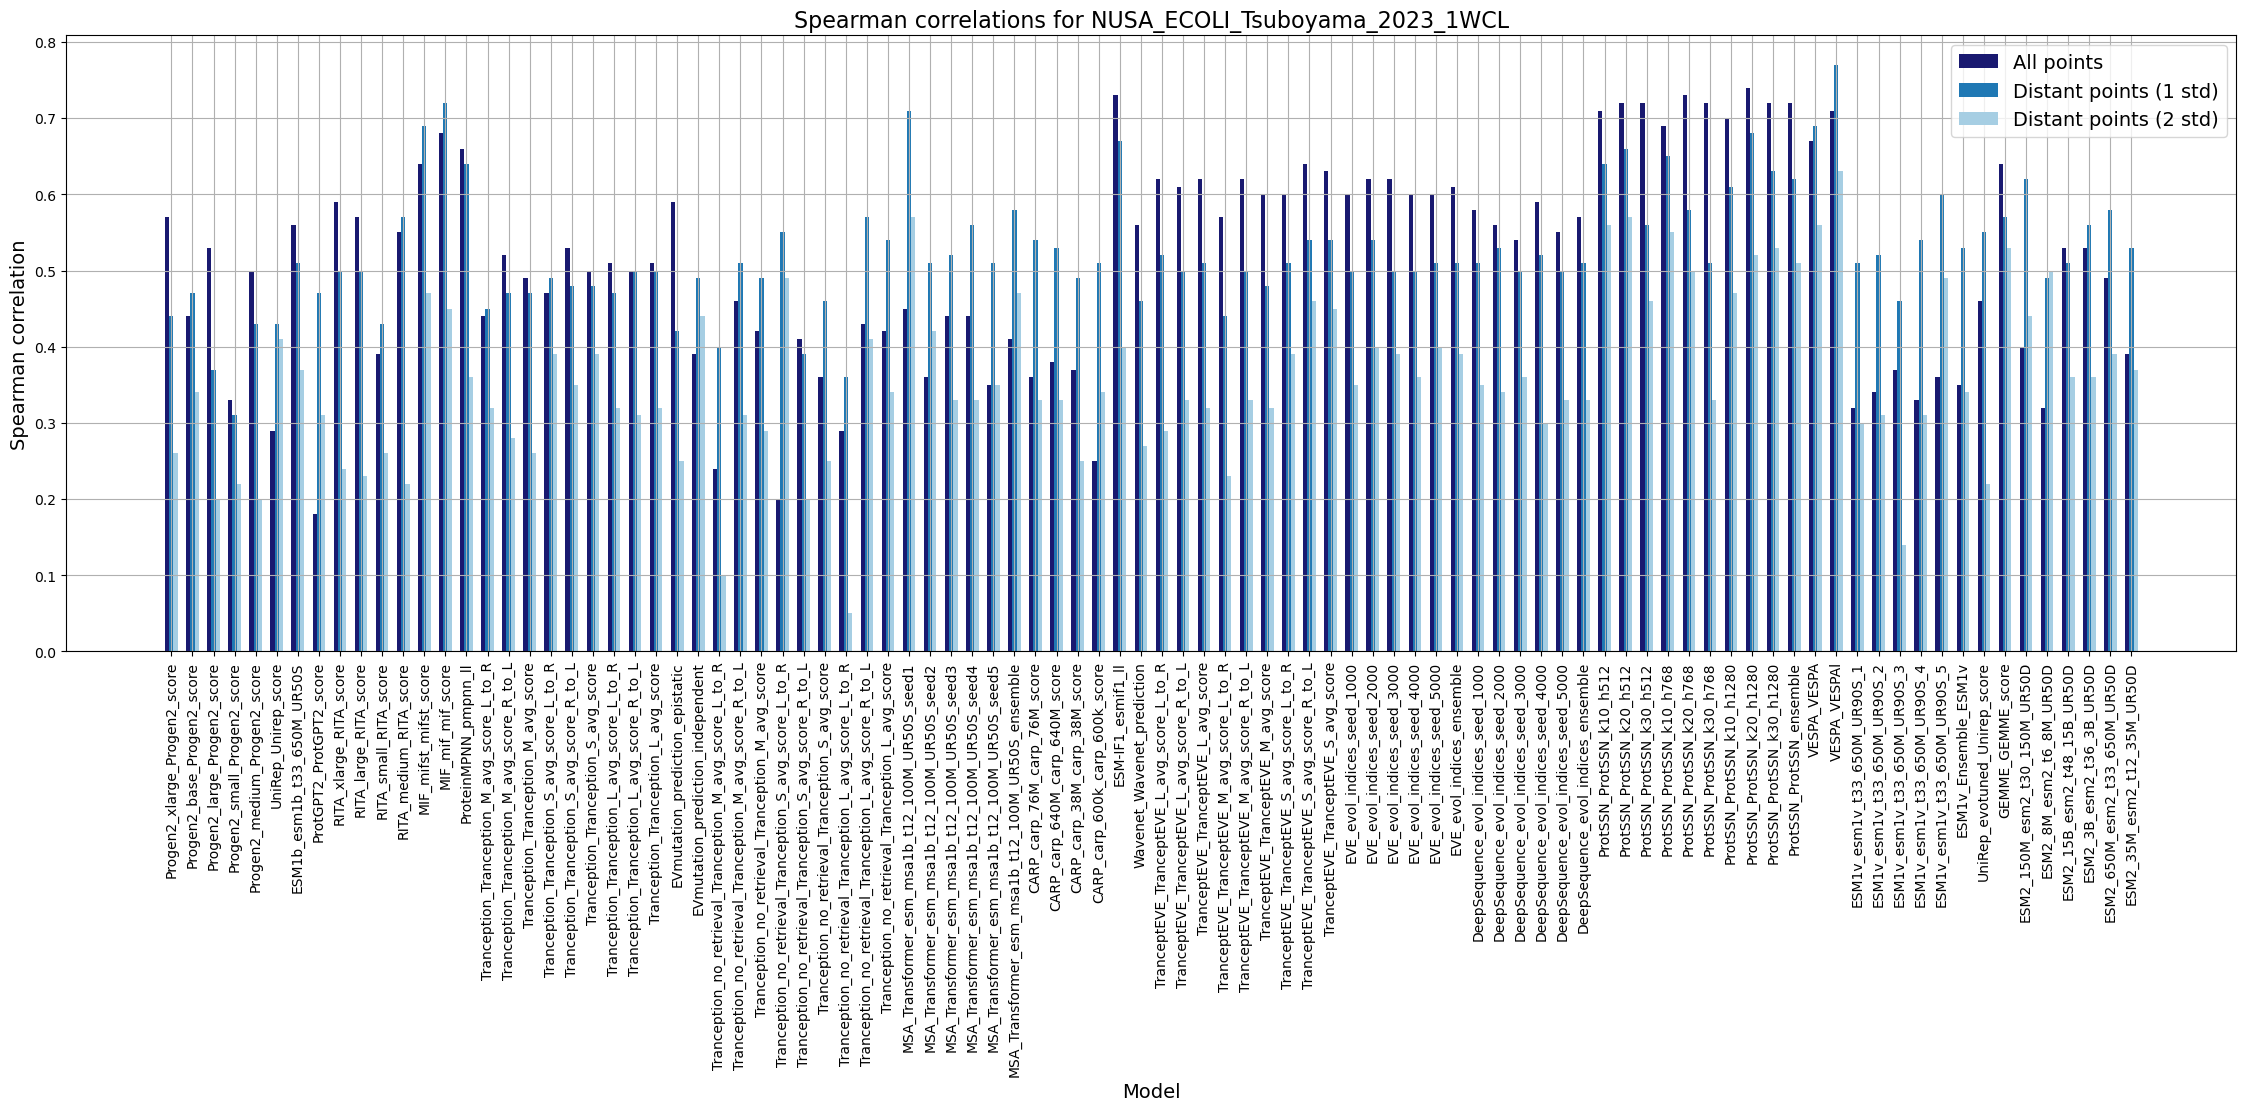 Spearman correlations for NUSA_ECOLI_Tsuboyama_2023_1WCL
All points
Distant points (1 std)
Distant points (2 std)
Spearman correlation
0.8
0.7
0.6
0.5
0.4
0.3
0.2
0.1
0.0
Progen2_xlarge_Progen2_score
Progen2_base_Progen2_score
Progen2_large_Progen2_score
Progen2_small_Progen2_score
Progen2_medium_Progen2_score
UniRep_Unirep_score
ESM1b_esm1b_t33_650M_UR50S
ProtGPT2_ProtGPT2_score
RITA_xlarge_RITA_score
RITA_large_RITA_score
RITA_small_RITA_score
RITA_medium_RITA_score
MIF_mifst_mifst_score
MIF_mif_mif_score
ProteinMPNN_pmpnn_ll
Tranception_Tranception_M_avg_score_L_to_R
Tranception_Tranception_M_avg_score_R_to_L
Tranception_Tranception_M_avg_score
Tranception_Tranception_S_avg_score_L_to_R
Tranception_Tranception_S_avg_score_R_to_L
Tranception_Tranception_S_avg_score
Tranception_Tranception_L_avg_score_L_to_R
Tranception_Tranception_L_avg_score_R_to_L
Tranception_Tranception_L_avg_score
EVmutation_prediction_epistatic
EVmutation_prediction_independent
Tranception_no_retrieval_Tranception_M_avg_score_L_to_R
Tranception_no_retrieval_Tranception_M_avg_score_R_to_L
Tranception_no_retrieval_Tranception_M_avg_score
Tranception_no_retrieval_Tranception_S_avg_score_L_to_R
Tranception_no_retrieval_Tranception_S_avg_score_R_to_L
Tranception_no_retrieval_Tranception_S_avg_score
Tranception_no_retrieval_Tranception_L_avg_score_L_to_R
Tranception_no_retrieval_Tranception_L_avg_score_R_to_L
Tranception_no_retrieval_Tranception_L_avg_score
MSA_Transformer_esm_msa1b_t12_100M_UR50S_seed1
MSA_Transformer_esm_msa1b_t12_100M_UR50S_seed2
MSA_Transformer_esm_msa1b_t12_100M_UR50S_seed3
MSA_Transformer_esm_msa1b_t12_100M_UR50S_seed4
MSA_Transformer_esm_msa1b_t12_100M_UR50S_seed5
MSA_Transformer_esm_msa1b_t12_100M_UR50S_ensemble
CARP_carp_76M_score_carp_76M_score
CARP_carp_640M_score_carp_640M_score
CARP_carp_38M_score_carp_38M_score
CARP_carp_600k_score_carp_600k_score
ESM-IF1_esmif1_ll
Wavenet_Wavenet_prediction
TranceptEVE_TranceptEVE_L_avg_score_L_to_R
TranceptEVE_TranceptEVE_L_avg_score_R_to_L
TranceptEVE_TranceptEVE_L_avg_score
TranceptEVE_TranceptEVE_M_avg_score_L_to_R
TranceptEVE_TranceptEVE_M_avg_score_R_to_L
TranceptEVE_TranceptEVE_M_avg_score
TranceptEVE_TranceptEVE_S_avg_score_L_to_R
TranceptEVE_TranceptEVE_S_avg_score_R_to_L
TranceptEVE_TranceptEVE_S_avg_score
EVE_evol_indices_seed_1000
EVE_evol_indices_seed_2000
EVE_evol_indices_seed_3000
EVE_evol_indices_seed_4000
EVE_evol_indices_seed_5000
EVE_evol_indices_ensemble
DeepSequence_evol_indices_seed_1000
DeepSequence_evol_indices_seed_2000
DeepSequence_evol_indices_seed_3000
DeepSequence_evol_indices_seed_4000
DeepSequence_evol_indices_seed_5000
DeepSequence_evol_indices_ensemble
ProtSSN_ProtSSN_k10_h512
ProtSSN_ProtSSN_k20_h512
ProtSSN_ProtSSN_k30_h512
ProtSSN_ProtSSN_k10_h768
ProtSSN_ProtSSN_k20_h768
ProtSSN_ProtSSN_k30_h768
ProtSSN_ProtSSN_k10_h1280
ProtSSN_ProtSSN_k20_h1280
ProtSSN_ProtSSN_k30_h1280
ProtSSN_ProtSSN_ensemble
VESPA_VESPA
VESPA_VESPAl
ESM1v_esm1v_t33_650M_UR90S_1
ESM1v_esm1v_t33_650M_UR90S_2
ESM1v_esm1v_t33_650M_UR90S_3
ESM1v_esm1v_t33_650M_UR90S_4
ESM1v_esm1v_t33_650M_UR90S_5
ESM1v_Ensemble_ESM1v
UniRep_evotuned_Unirep_score
GEMME_GEMME_score
ESM2_150M_esm2_t30_150M_UR50D
ESM2_8M_esm2_t6_8M_UR50D
ESM2_15B_esm2_t48_15B_UR50D
ESM2_3B_esm2_t36_3B_UR50D
ESM2_650M_esm2_t33_650M_UR50D
ESM2_35M_esm2_t12_35M_UR50D
Model